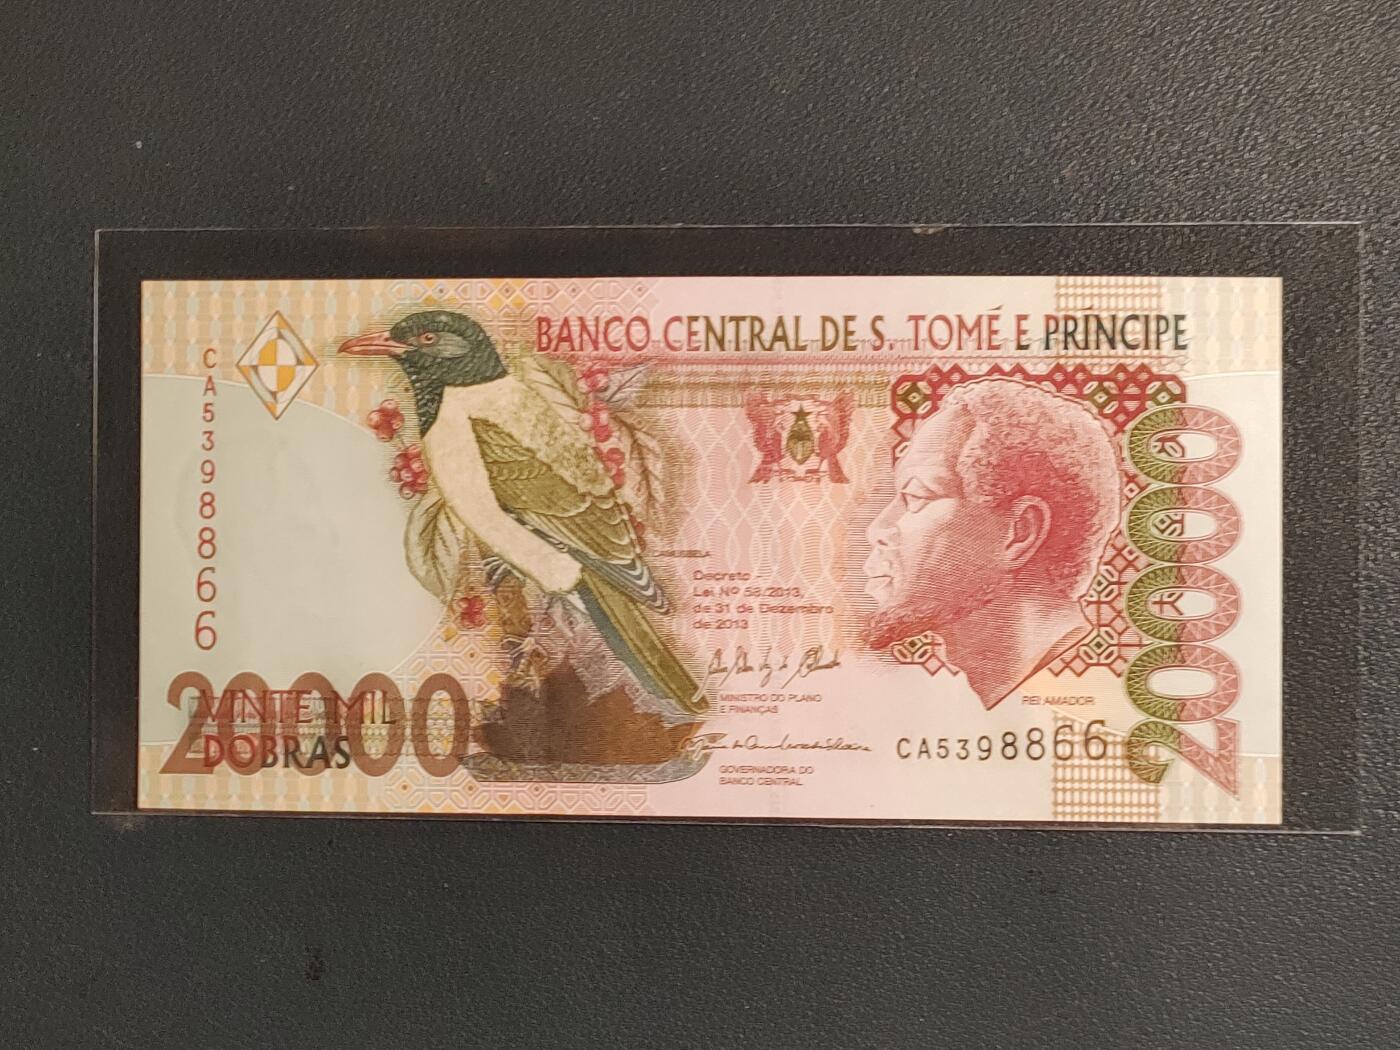 BANCO CENTRAL DE S. TOMÉ E PRÍNCIPE
CA5398866
Decreto -
Lei Nº 58/2013,
de 31 de Dezembro
de 2013
MINISTRO DO PLANO
E FINANÇAS
GOVERNADORA DO
BANCO CENTRAL
REI AMADOR
CA5398866
20000
VINTE MIL
DOBRAS
20000